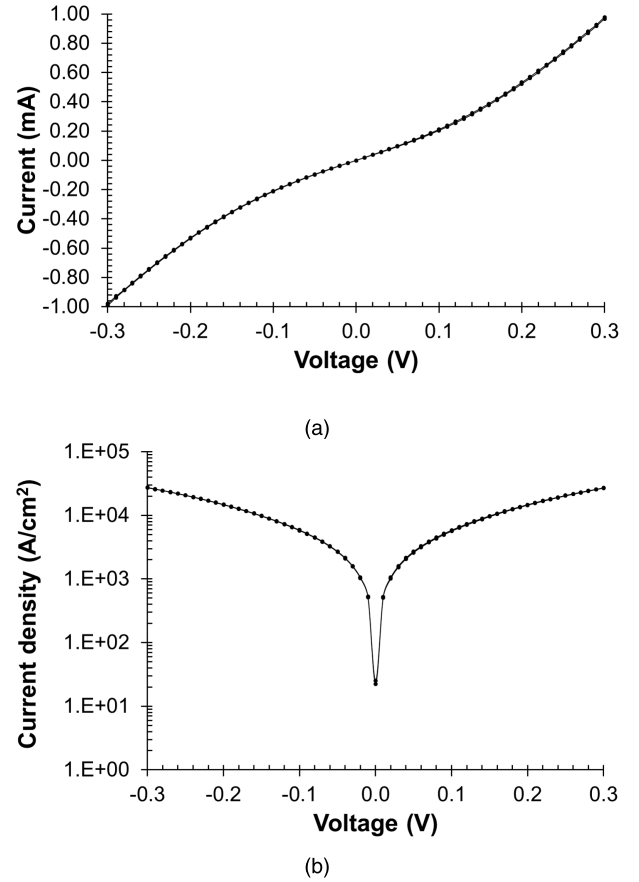 1.00
0.80
0.60
0.40
0.20
0.00
-0.20
-0.40
-0.60
-0.80
-1.00
Current (mA)
-0.3 -0.2 -0.1 0.0 0.1 0.2 0.3
Voltage (V)
(a)
1.E+05
1.E+04
1.E+03
1.E+02
1.E+01
1.E+00
Current density (A/cm²)
-0.3 -0.2 -0.1 0.0 0.1 0.2 0.3
Voltage (V)
(b)